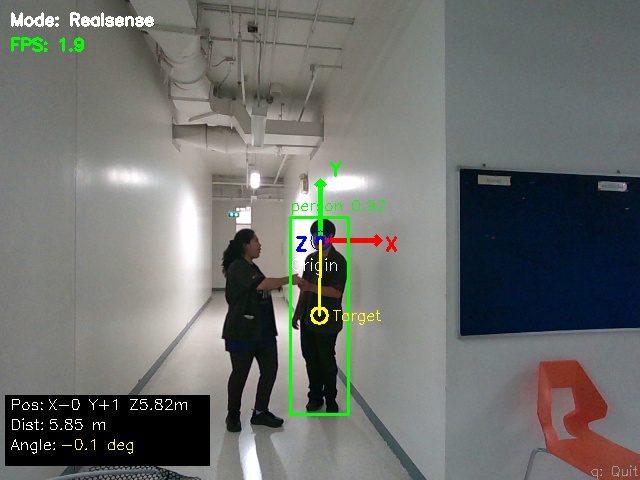 Mode: Realsense
FPS: 1.9
Y
person 0.92
Z
X
Origin
Target
Pos: X-0 Y+1 Z5.82m
Dist: 5.85 m
Angle: -0.1 deg
q: Quit